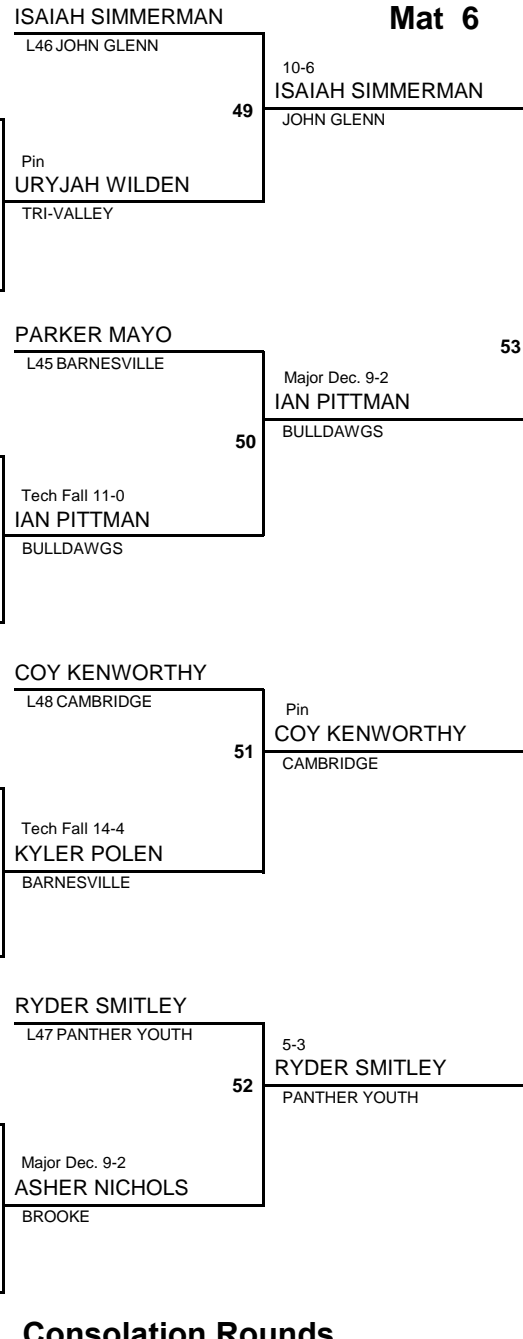 ISAIAH SIMMERMAN
Mat 6
L46 JOHN GLENN
10-6
ISAIAH SIMMERMAN
49
JOHN GLENN
Pin
URYJAH WILDEN
TRI-VALLEY
PARKER MAYO
53
L45 BARNESVILLE
Major Dec. 9-2
IAN PITTMAN
50
BULLDAWGS
Tech Fall 11-0
IAN PITTMAN
BULLDAWGS
COY KENWORTHY
L48 CAMBRIDGE
Pin
COY KENWORTHY
51
CAMBRIDGE
Tech Fall 14-4
KYLER POLEN
BARNESVILLE
RYDER SMITLEY
L47 PANTHER YOUTH
5-3
RYDER SMITLEY
52
PANTHER YOUTH
Major Dec. 9-2
ASHER NICHOLS
BROOKE
Consolation Rounds